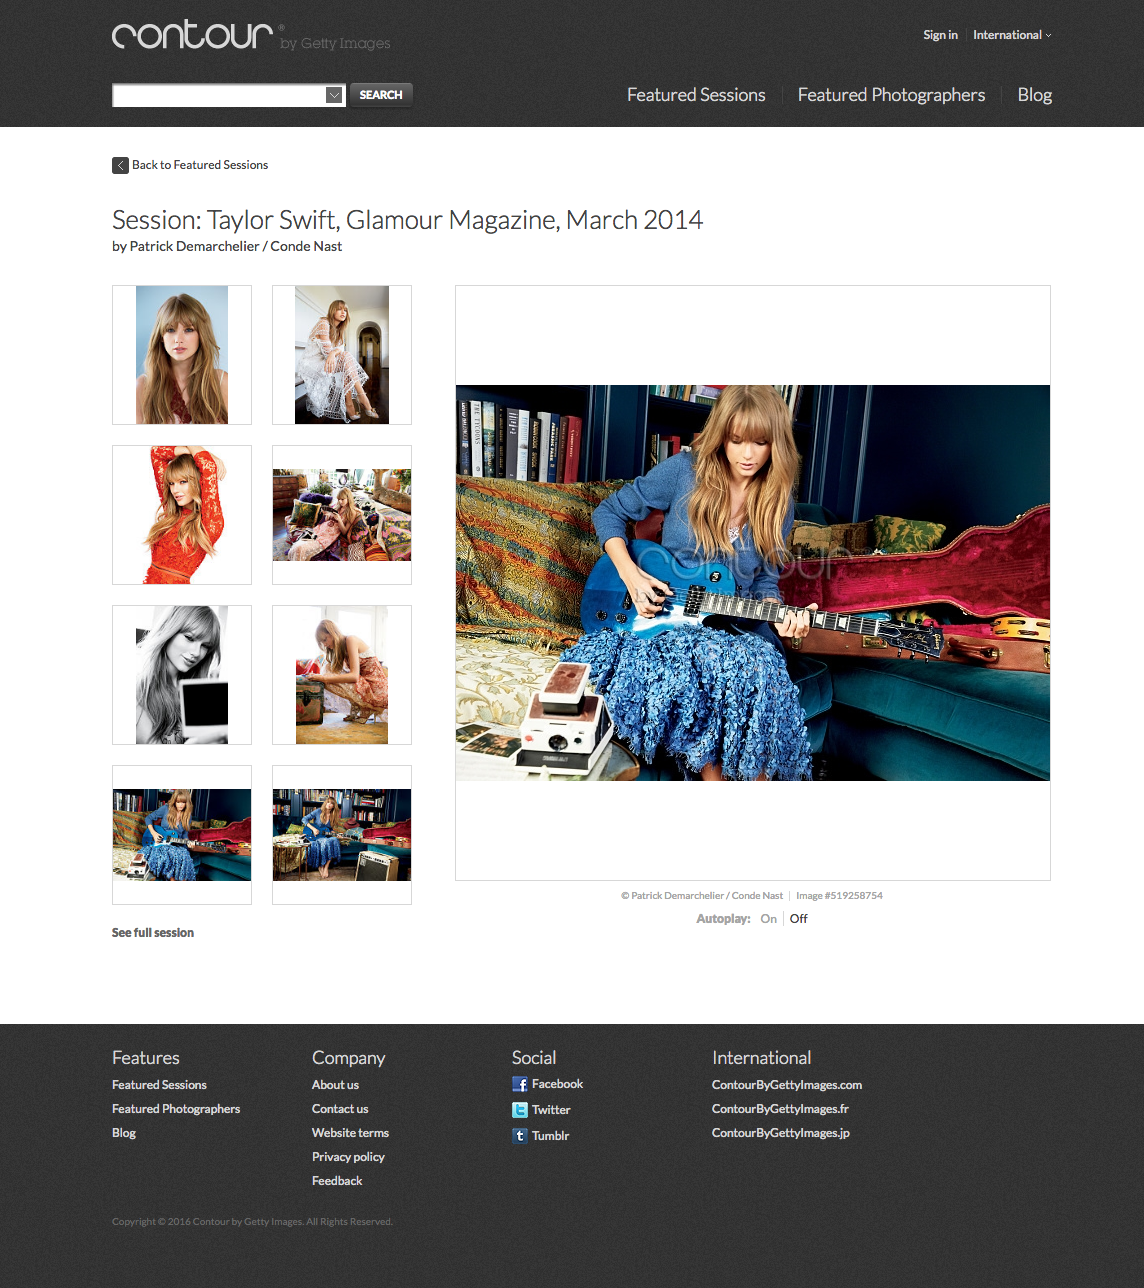 contour® by Getty Images
Sign in
International
SEARCH
Featured Sessions
Featured Photographers
Blog
Back to Featured Sessions
Session: Taylor Swift, Glamour Magazine, March 2014
by Patrick Demarchelier / Conde Nast
contour
© Patrick Demarchelier / Conde Nast | Image #519258754
Autoplay: On | Off
See full session
Features
Featured Sessions
Featured Photographers
Blog
Company
About us
Contact us
Website terms
Privacy policy
Feedback
Social
Facebook
Twitter
Tumblr
International
ContourByGettyImages.com
ContourByGettyImages.fr
ContourByGettyImages.jp
Copyright © 2016 Contour by Getty Images. All Rights Reserved.